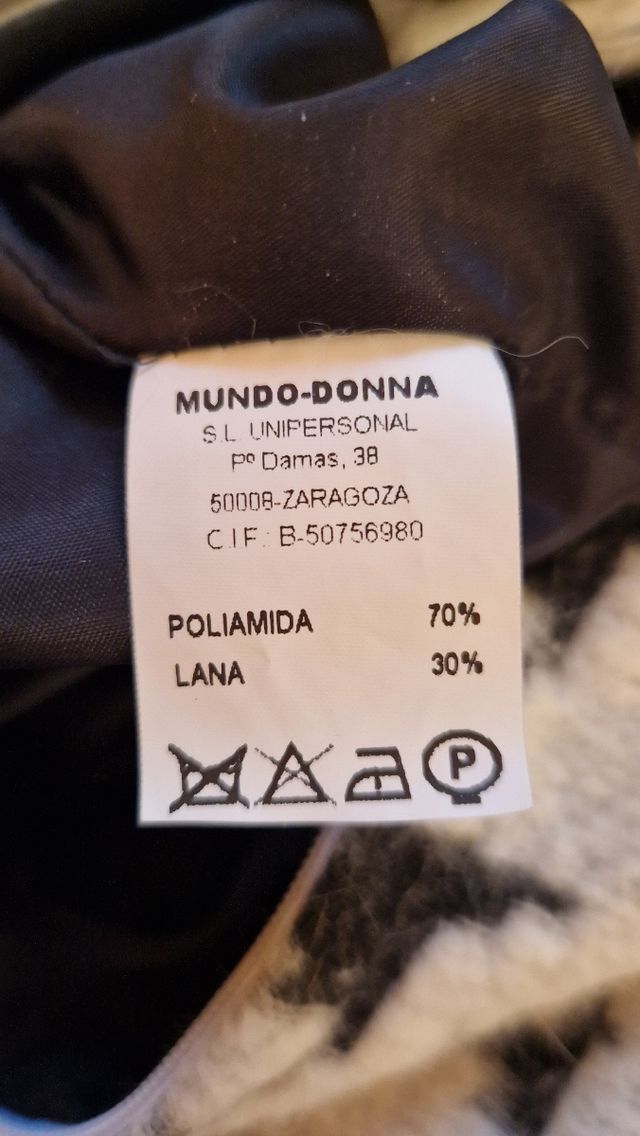 MUNDO-DONNA
S.L. UNIPERSONAL
Pº Damas, 38
50008-ZARAGOZA
C.I.F.: B-50756980
POLIAMIDA 70%
LANA 30%
P